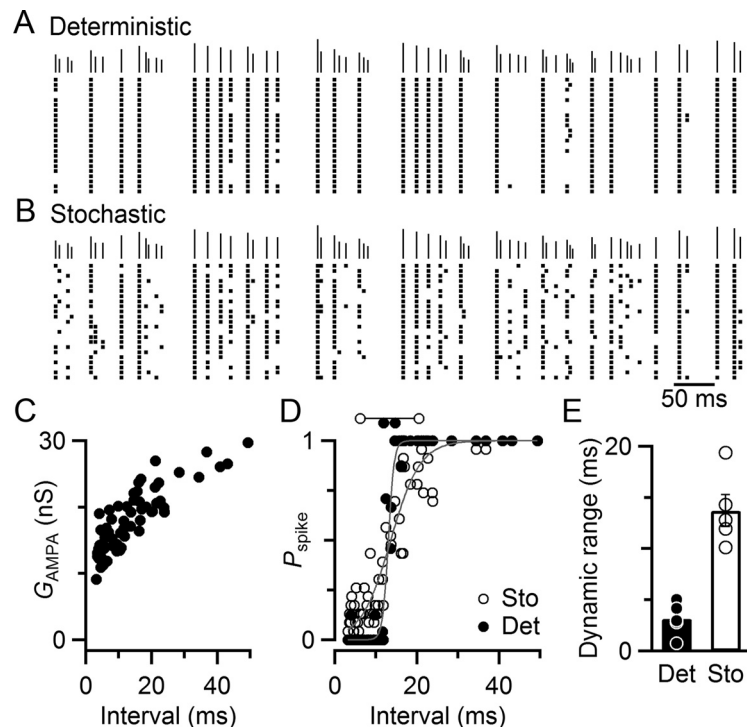 A
Deterministic
B
Stochastic
50 ms
C
30
0
G_AMPA (nS)
0
20
40
Interval (ms)
D
1
0
P_spike
0
20
40
Interval (ms)
Sto
Det
E
20
0
Dynamic range (ms)
Det
Sto